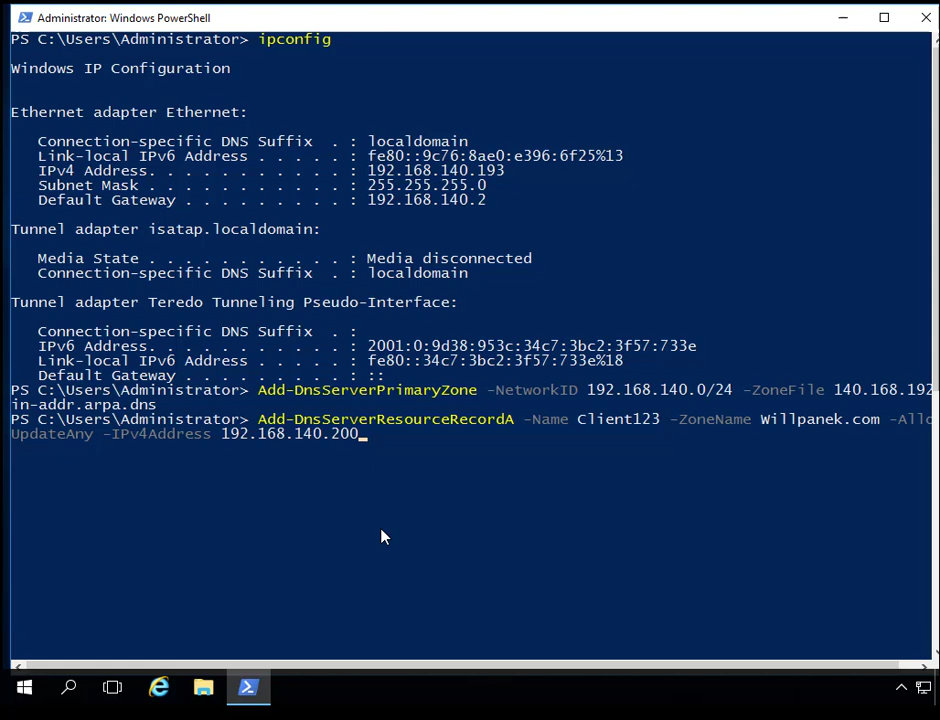 Administrator: Windows PowerShell
PS C:\Users\Administrator> ipconfig
Windows IP Configuration
Ethernet adapter Ethernet:
Connection-specific DNS Suffix . : localdomain
Link-local IPv6 Address . . . . . : fe80::9c76:8ae0:e396:6f25%13
IPv4 Address. . . . . . . . . . . : 192.168.140.193
Subnet Mask . . . . . . . . . . . : 255.255.255.0
Default Gateway . . . . . . . . . : 192.168.140.2
Tunnel adapter isatap.localdomain:
Media State . . . . . . . . . . . : Media disconnected
Connection-specific DNS Suffix . : localdomain
Tunnel adapter Teredo Tunneling Pseudo-Interface:
Connection-specific DNS Suffix . :
IPv6 Address. . . . . . . . . . . : 2001:0:9d38:953c:34c7:3bc2:3f57:733e
Link-local IPv6 Address . . . . . : fe80::34c7:3bc2:3f57:733e%18
Default Gateway . . . . . . . . . : ::
PS C:\Users\Administrator> Add-DnsServerPrimaryZone -NetworkID 192.168.140.0/24 -ZoneFile 140.168.192
in-addr.arpa.dns
PS C:\Users\Administrator> Add-DnsServerResourceRecordA -Name Client123 -ZoneName Willpanek.com -Allo
UpdateAny -IPv4Address 192.168.140.200_